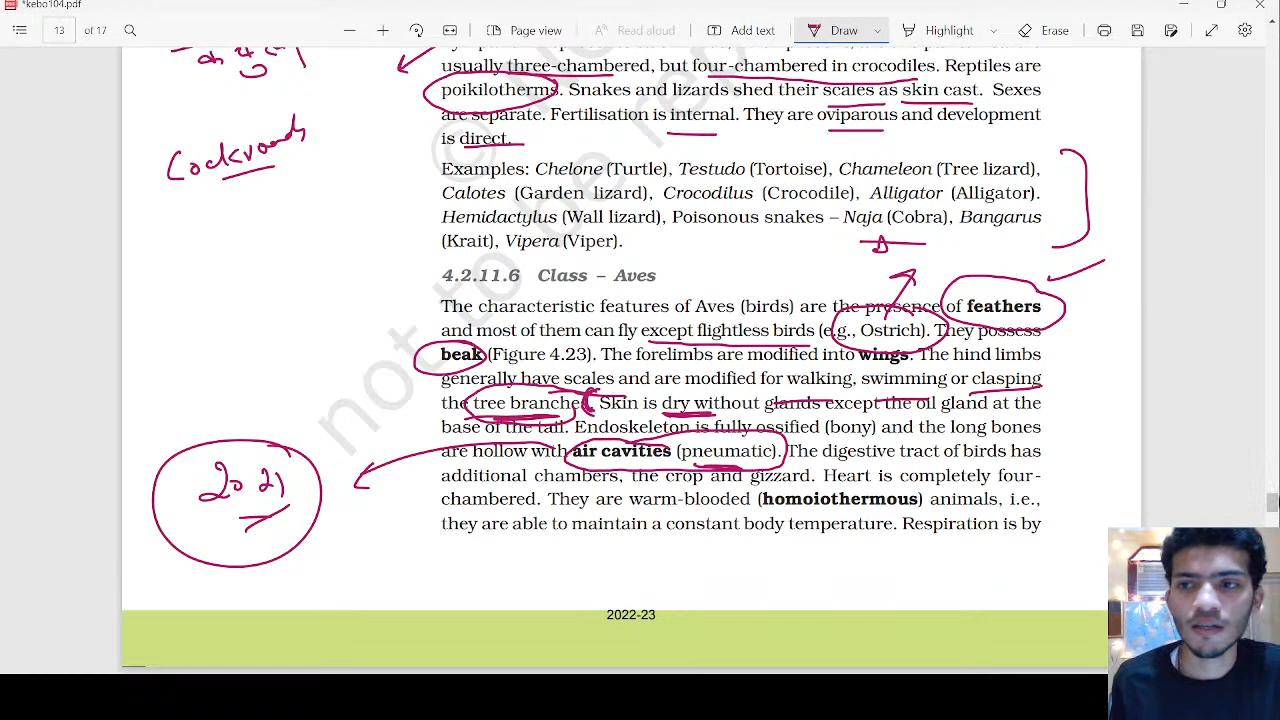 *kebo104.pdf
13 of 17
Page view
Read aloud
Add text
Draw
Highlight
Erase
usually three-chambered, but four-chambered in crocodiles. Reptiles are
poikilotherms. Snakes and lizards shed their scales as skin cast. Sexes
are separate. Fertilisation is internal. They are oviparous and development
is direct.
Cockroach
Examples: Chelone (Turtle), Testudo (Tortoise), Chameleon (Tree lizard),
Calotes (Garden lizard), Crocodilus (Crocodile), Alligator (Alligator).
Hemidactylus (Wall lizard), Poisonous snakes – Naja (Cobra), Bangarus
(Krait), Vipera (Viper).
4.2.11.6 Class – Aves
The characteristic features of Aves (birds) are the presence of feathers
and most of them can fly except flightless birds (e.g., Ostrich). They possess
beak (Figure 4.23). The forelimbs are modified into wings. The hind limbs
generally have scales and are modified for walking, swimming or clasping
the tree branches. Skin is dry without glands except the oil gland at the
base of the tail. Endoskeleton is fully ossified (bony) and the long bones
are hollow with air cavities (pneumatic). The digestive tract of birds has
additional chambers, the crop and gizzard. Heart is completely four-
chambered. They are warm-blooded (homoiothermous) animals, i.e.,
they are able to maintain a constant body temperature. Respiration is by
2021
2022-23
not to be re